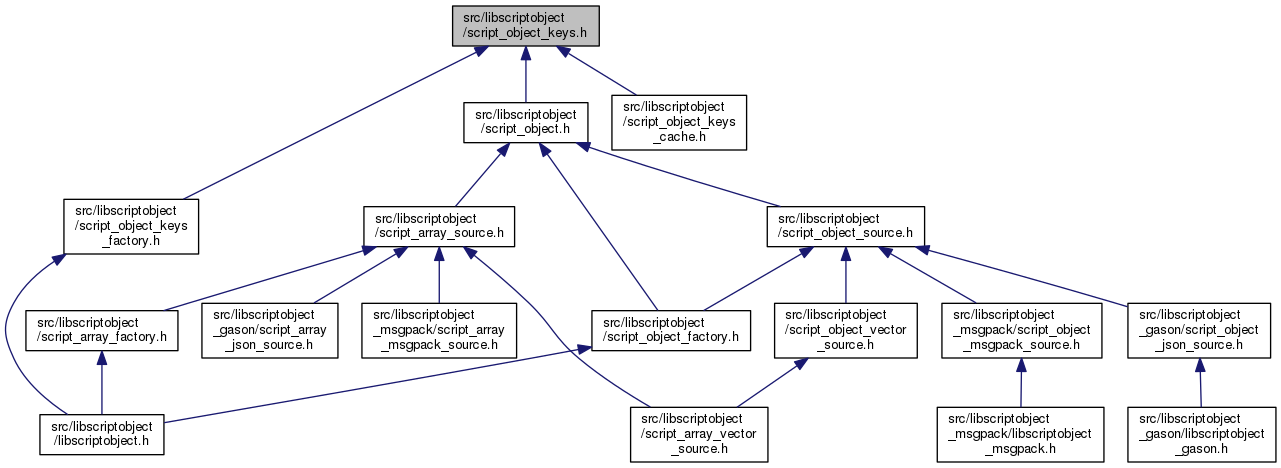 src/libscriptobject
/script_object_keys.h
src/libscriptobject
/script_object.h
src/libscriptobject
/script_object_keys
_cache.h
src/libscriptobject
/script_object_keys
_factory.h
src/libscriptobject
/script_array_source.h
src/libscriptobject
/script_object_source.h
src/libscriptobject
/script_array_factory.h
src/libscriptobject
_gason/script_array
_json_source.h
src/libscriptobject
_msgpack/script_array
_msgpack_source.h
src/libscriptobject
/script_object_factory.h
src/libscriptobject
/script_object_vector
_source.h
src/libscriptobject
_msgpack/script_object
_msgpack_source.h
src/libscriptobject
_gason/script_object
_json_source.h
src/libscriptobject
/libscriptobject.h
src/libscriptobject
/script_array_vector
_source.h
src/libscriptobject
_msgpack/libscriptobject
_msgpack.h
src/libscriptobject
_gason/libscriptobject
_gason.h